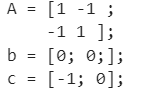 A = [1 -1 ;
-1 1 ];
b = [0; 0;];
c = [-1; 0];